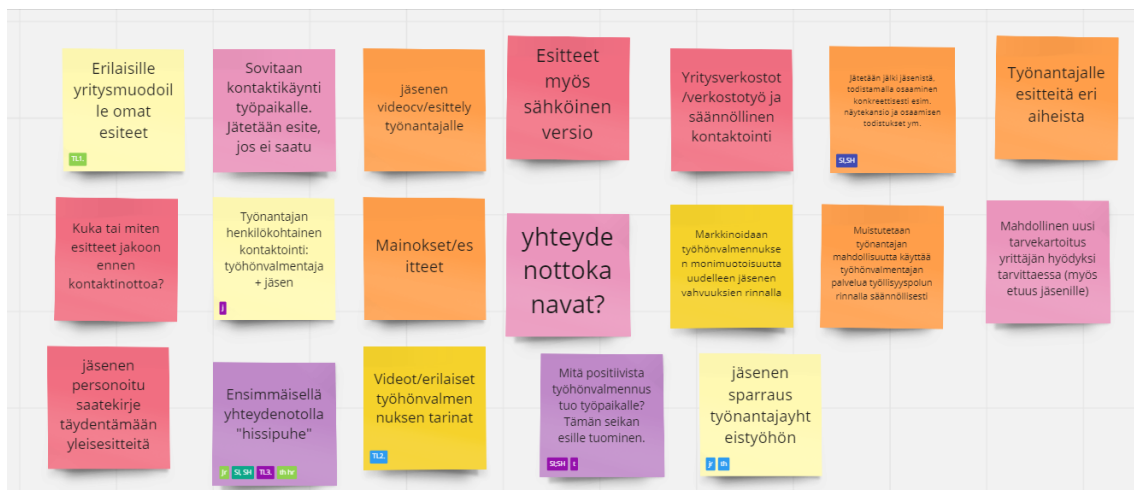 Erilaisille
yritysmuodoil
le omat
esiteet
TL1.
Sovitaan
kontaktikäynti
työpaikalle.
Jätetään esite,
jos ei saatu
jäsenen
videocv/esittely
työnantajalle
Esitteet
myös
sähköinen
versio
Yritysverkostot
/verkostotyö ja
säännöllinen
kontaktointi
Jätetään jälki jäsenistä,
todistamalla osaaminen
konkreettisesti esim.
näytekansio ja osaamisen
todistukset ym.
SI,SH
Työnantajalle
esitteitä eri
aiheista
Kuka tai miten
esitteet jakoon
ennen
kontaktinottoa?
Työnantajan
henkilökohtainen
kontaktointi:
työhönvalmentaja
+ jäsen
j
Mainokset/es
itteet
yhteyde
nottoka
navat?
Markkinoidaan
työhönvalmennukse
n monimuotoisuutta
uudelleen jäsenen
vahvuuksien rinnalla
Muistutetaan
työnantajan
mahdollisuutta käyttää
työhönvalmentajan
palvelua työllisyyspolun
rinnalla säännöllisesti
Mahdollinen uusi
tarvekartoitus
yrittäjän hyödyksi
tarvittaessa (myös
etuus jäsenille)
jäsenen
personoitu
saatekirje
täydentämään
yleisesitteitä
Ensimmäisellä
yhteydenotolla
"hissipuhe"
jr SI, SH TL3. th hr
Videot/erilaiset
työhönvalmen
nuksen tarinat
TL2.
Mitä positiivista
työhönvalmennus
tuo työpaikalle?
Tämän seikan
esille tuominen.
SI;SH t
jäsenen
sparraus
työnantajayht
eistyöhön
jr th